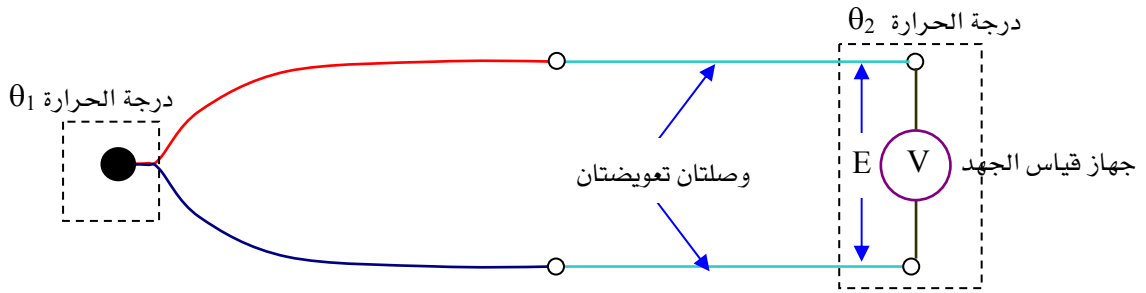 درجة الحرارة θ2
درجة الحرارة θ1
وصلتان تعويضتان
E
V
جهاز قياس الجهد